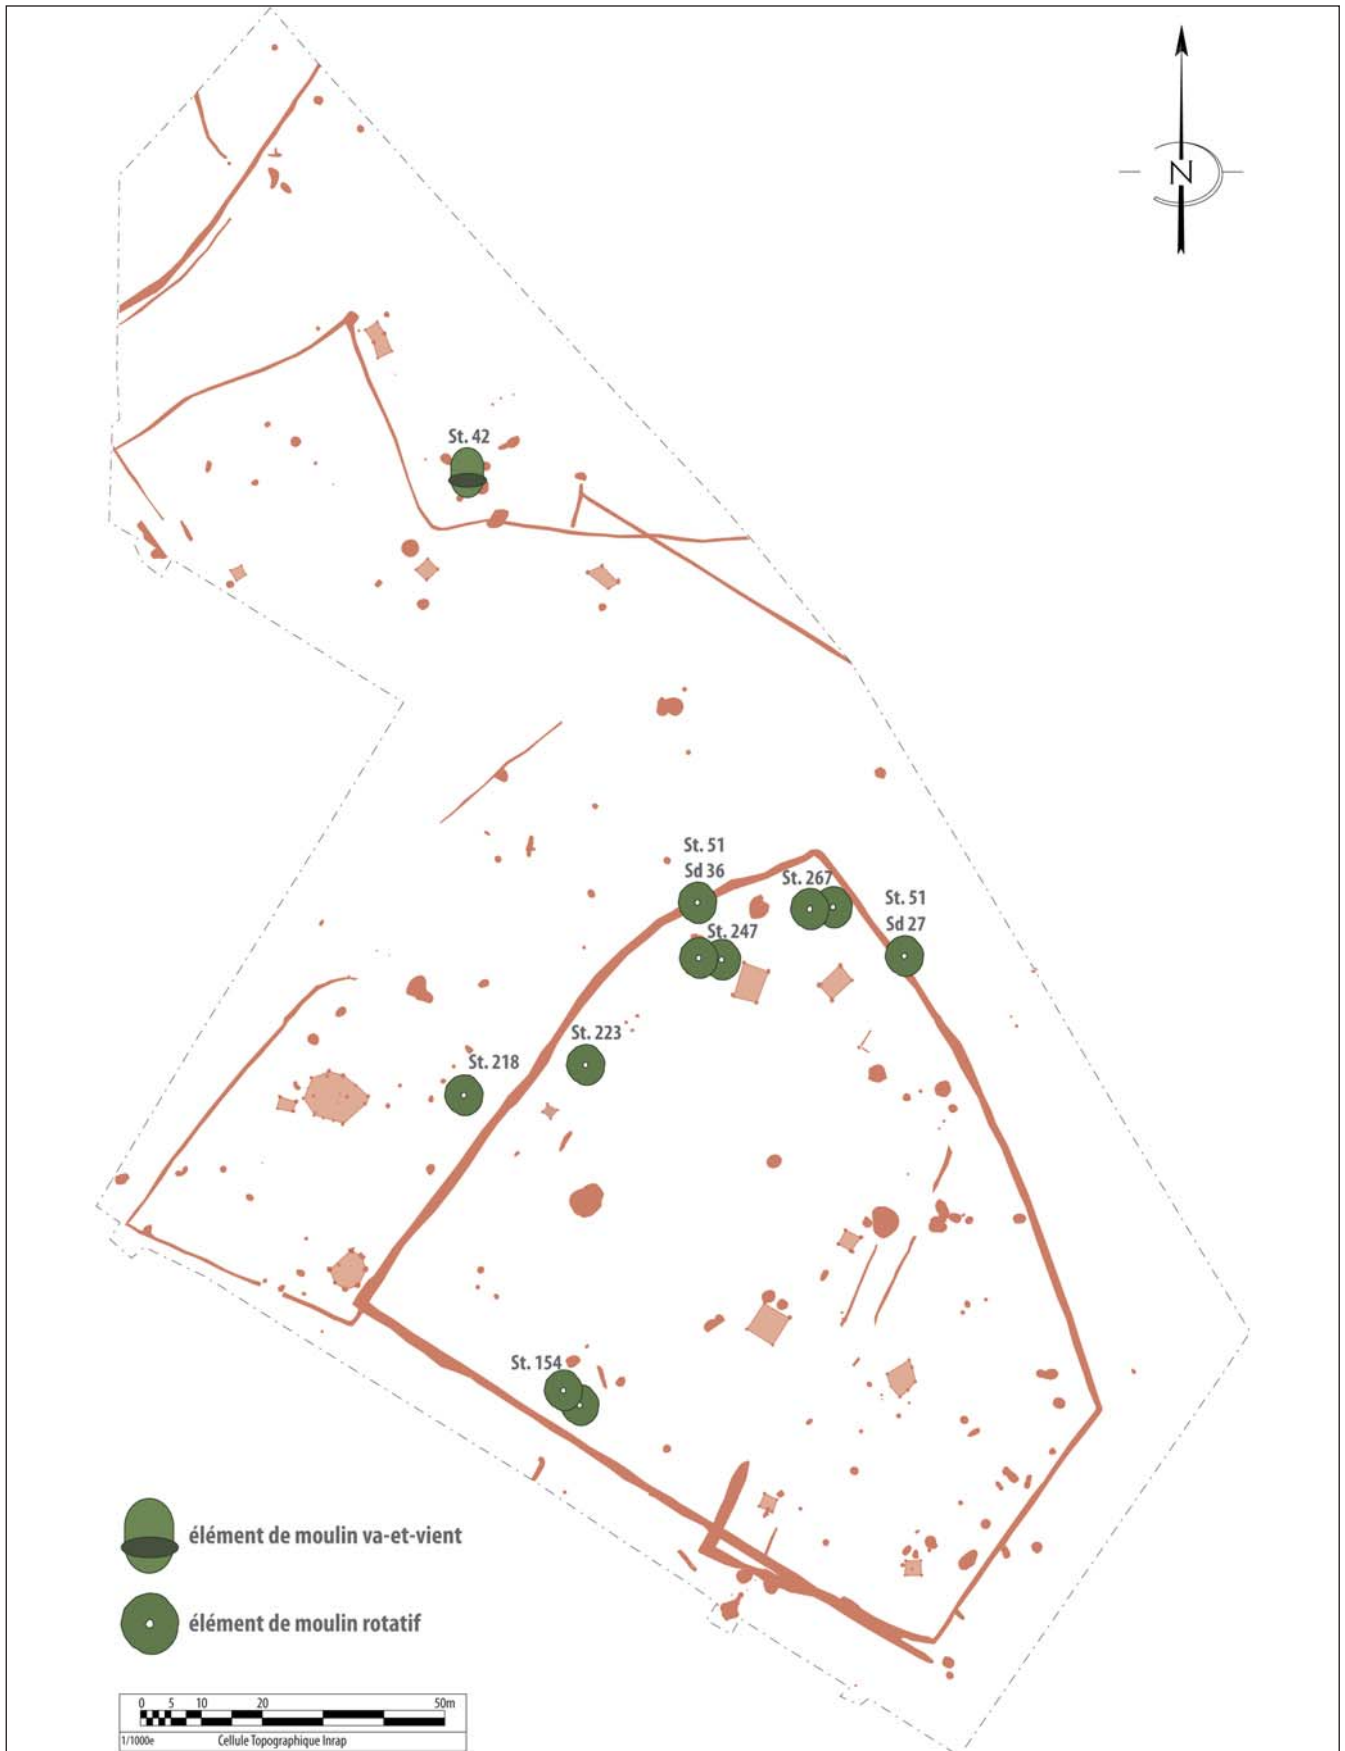 N
St. 42
St. 51
Sd 36
St. 267
St. 51
Sd 27
St. 247
St. 223
St. 218
St. 154
élément de moulin va-et-vient
élément de moulin rotatif
0 5 10 20 50m
1/1000e Cellule Topographique Inrap